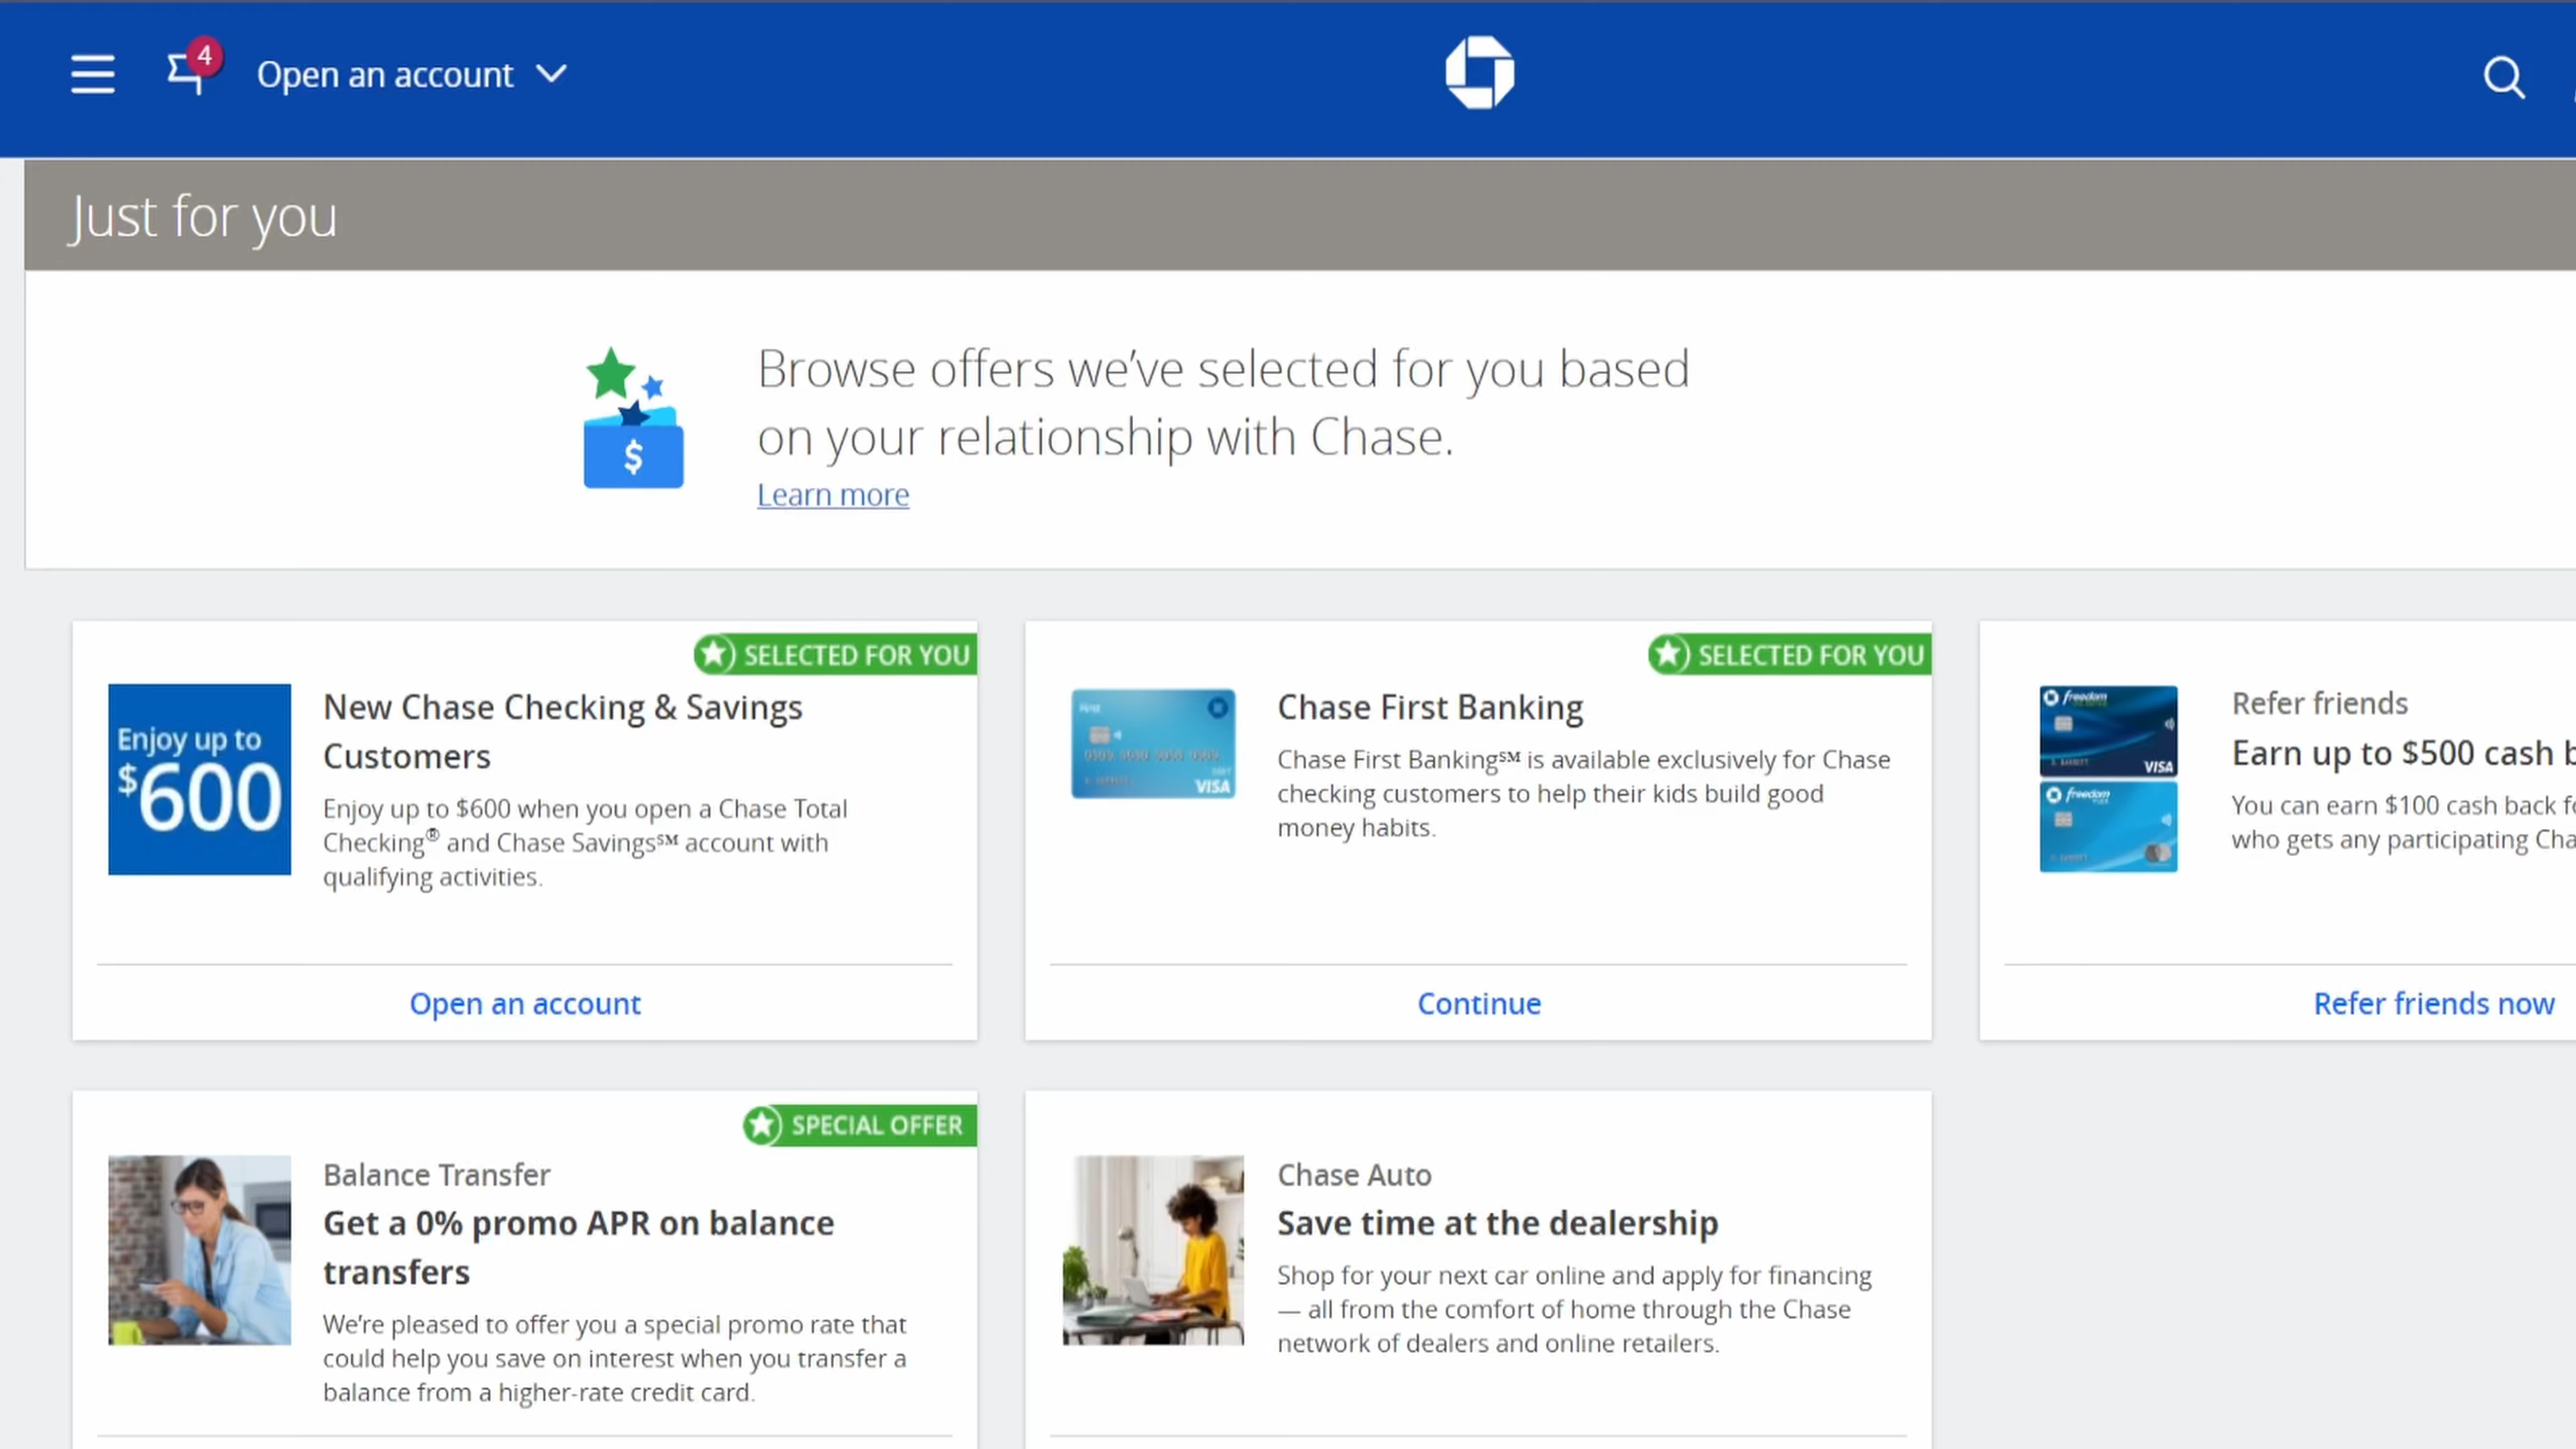 4
Open an account
Just for you
Browse offers we've selected for you based
on your relationship with Chase.
Learn more
SELECTED FOR YOU
Enjoy up to
$600
New Chase Checking & Savings
Customers
Enjoy up to $600 when you open a Chase Total
Checking® and Chase Savings℠ account with
qualifying activities.
Open an account
SELECTED FOR YOU
VISA
Chase First Banking
Chase First Banking℠ is available exclusively for Chase
checking customers to help their kids build good
money habits.
Continue
freedom
VISA
freedom
Refer friends
Earn up to $500 cash b
You can earn $100 cash back f
who gets any participating Cha
Refer friends now
SPECIAL OFFER
Balance Transfer
Get a 0% promo APR on balance
transfers
We're pleased to offer you a special promo rate that
could help you save on interest when you transfer a
balance from a higher-rate credit card.
Chase Auto
Save time at the dealership
Shop for your next car online and apply for financing
— all from the comfort of home through the Chase
network of dealers and online retailers.